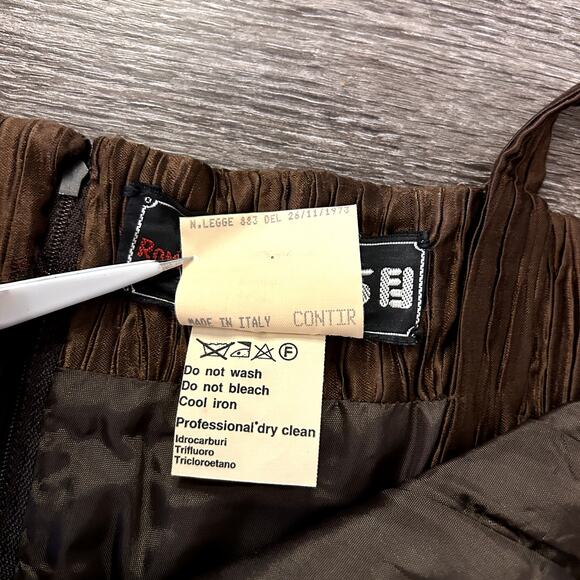 N.LEGGE 883 DEL 26/11/1973
MADE IN ITALY CONTIR
F
Do not wash
Do not bleach
Cool iron
Professional dry clean
Idrocarburi
Trifluoro
Tricloroetano